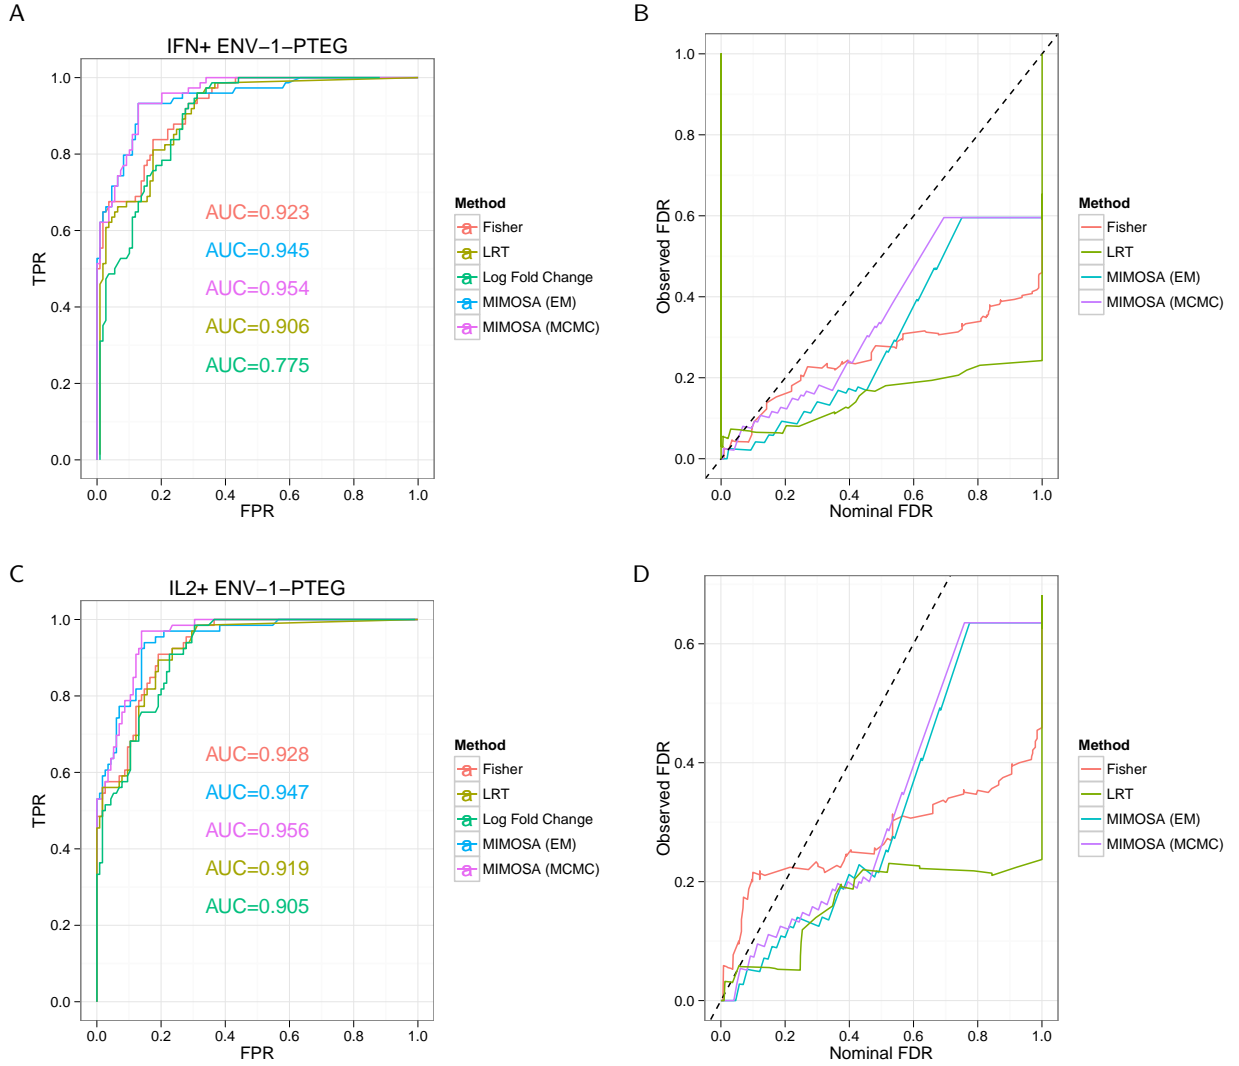 A
IFN+ ENV−1−PTEG
1.0
0.8
0.6
0.4
0.2
0.0
TPR
0.0 0.2 0.4 0.6 0.8 1.0
FPR
AUC=0.923
AUC=0.945
AUC=0.954
AUC=0.906
AUC=0.775
Method
a Fisher
a LRT
a Log Fold Change
a MIMOSA (EM)
a MIMOSA (MCMC)
B
1.0
0.8
0.6
0.4
0.2
0.0
Observed FDR
0.0 0.2 0.4 0.6 0.8 1.0
Nominal FDR
Method
Fisher
LRT
MIMOSA (EM)
MIMOSA (MCMC)
C
IL2+ ENV−1−PTEG
1.0
0.8
0.6
0.4
0.2
0.0
TPR
0.0 0.2 0.4 0.6 0.8 1.0
FPR
AUC=0.928
AUC=0.947
AUC=0.956
AUC=0.919
AUC=0.905
Method
a Fisher
a LRT
a Log Fold Change
a MIMOSA (EM)
a MIMOSA (MCMC)
D
0.6
0.4
0.2
0.0
Observed FDR
0.0 0.2 0.4 0.6 0.8 1.0
Nominal FDR
Method
Fisher
LRT
MIMOSA (EM)
MIMOSA (MCMC)